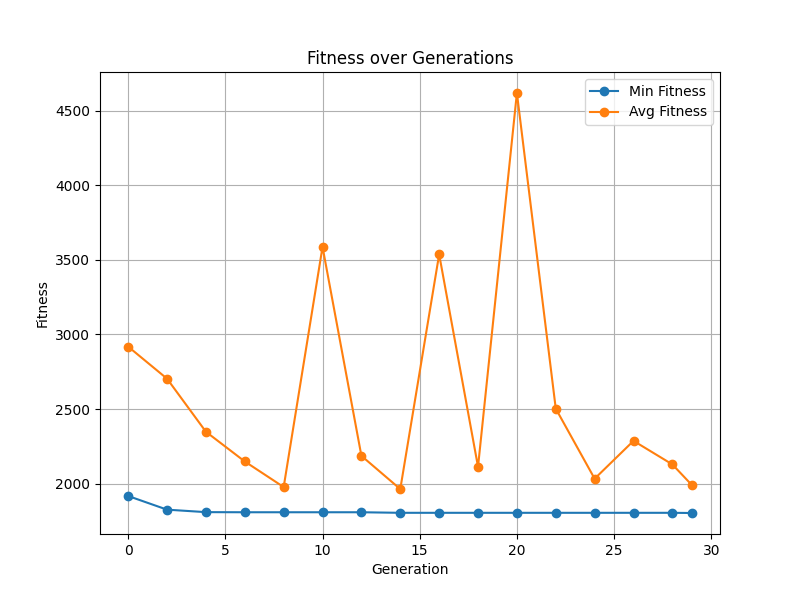 Fitness over Generations
Min Fitness
Avg Fitness
4500
4000
3500
3000
2500
2000
Fitness
0 5 10 15 20 25 30
Generation